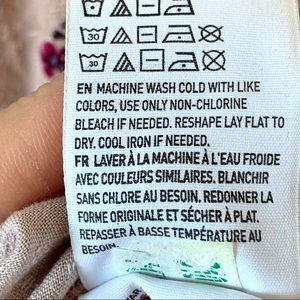 30
30
EN MACHINE WASH COLD WITH LIKE
COLORS, USE ONLY NON-CHLORINE
BLEACH IF NEEDED. RESHAPE LAY FLAT TO
DRY. COOL IRON IF NEEDED.
FR LAVER À LA MACHINE À L'EAU FROIDE
AVEC COULEURS SIMILAIRES. BLANCHIR
SANS CHLORE AU BESOIN. REDONNER LA
FORME ORIGINALE ET SÉCHER À PLAT.
REPASSER À BASSE TEMPÉRATURE AU
BESOIN.